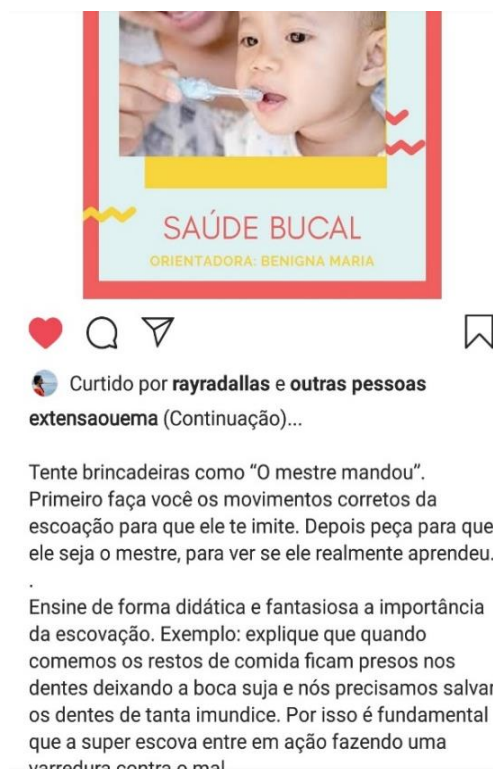 SAÚDE BUCAL
ORIENTADORA: BENIGNA MARIA
Curtido por rayradallas e outras pessoas
extensaouema (Continuação)...
Tente brincadeiras como “O mestre mandou”.
Primeiro faça você os movimentos corretos da
escoação para que ele te imite. Depois peça para que
ele seja o mestre, para ver se ele realmente aprendeu.
.
Ensine de forma didática e fantasiosa a importância
da escovação. Exemplo: explique que quando
comemos os restos de comida ficam presos nos
dentes deixando a boca suja e nós precisamos salvar
os dentes de tanta imundice. Por isso é fundamental
que a super escova entre em ação fazendo uma
varredura contra o mal